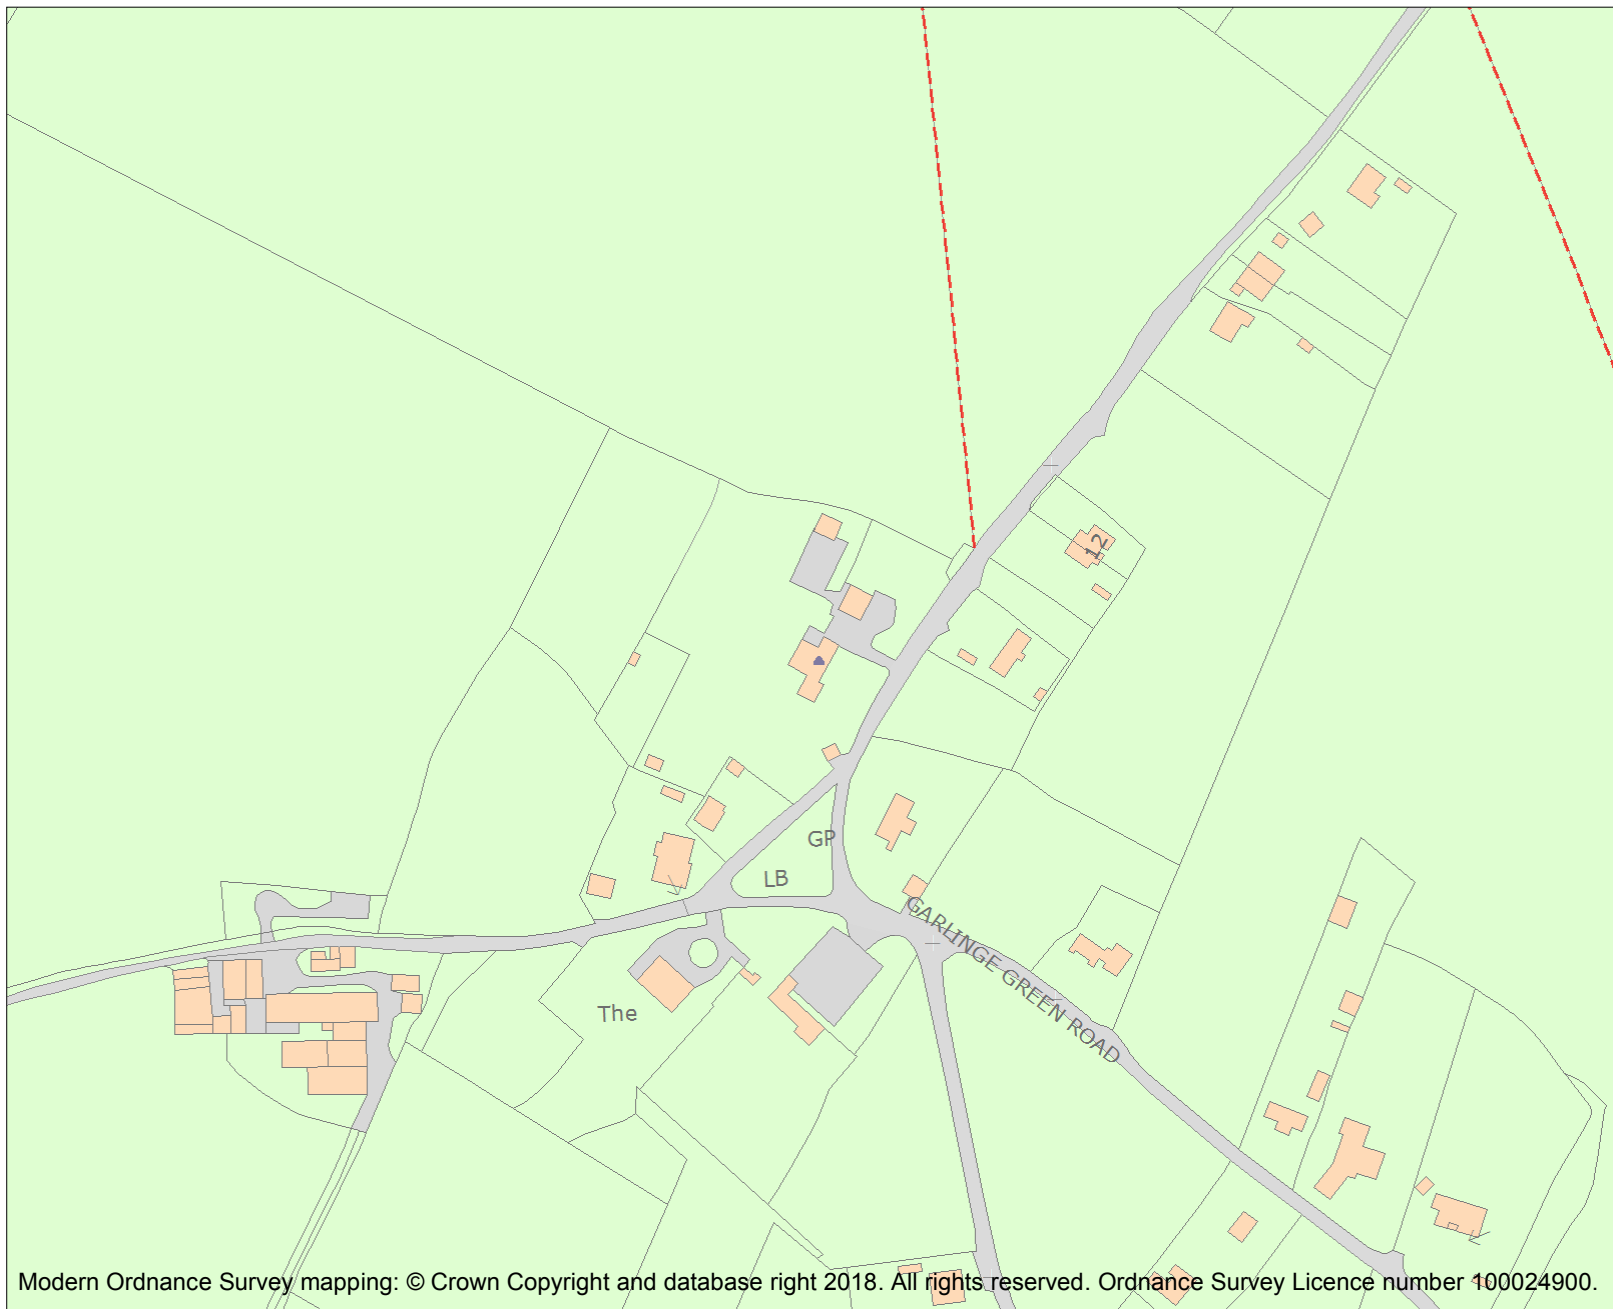 12
GP
LB
GARLINGE GREEN ROAD
The
Modern Ordnance Survey mapping: © Crown Copyright and database right 2018. All rights reserved. Ordnance Survey Licence number 100024900.